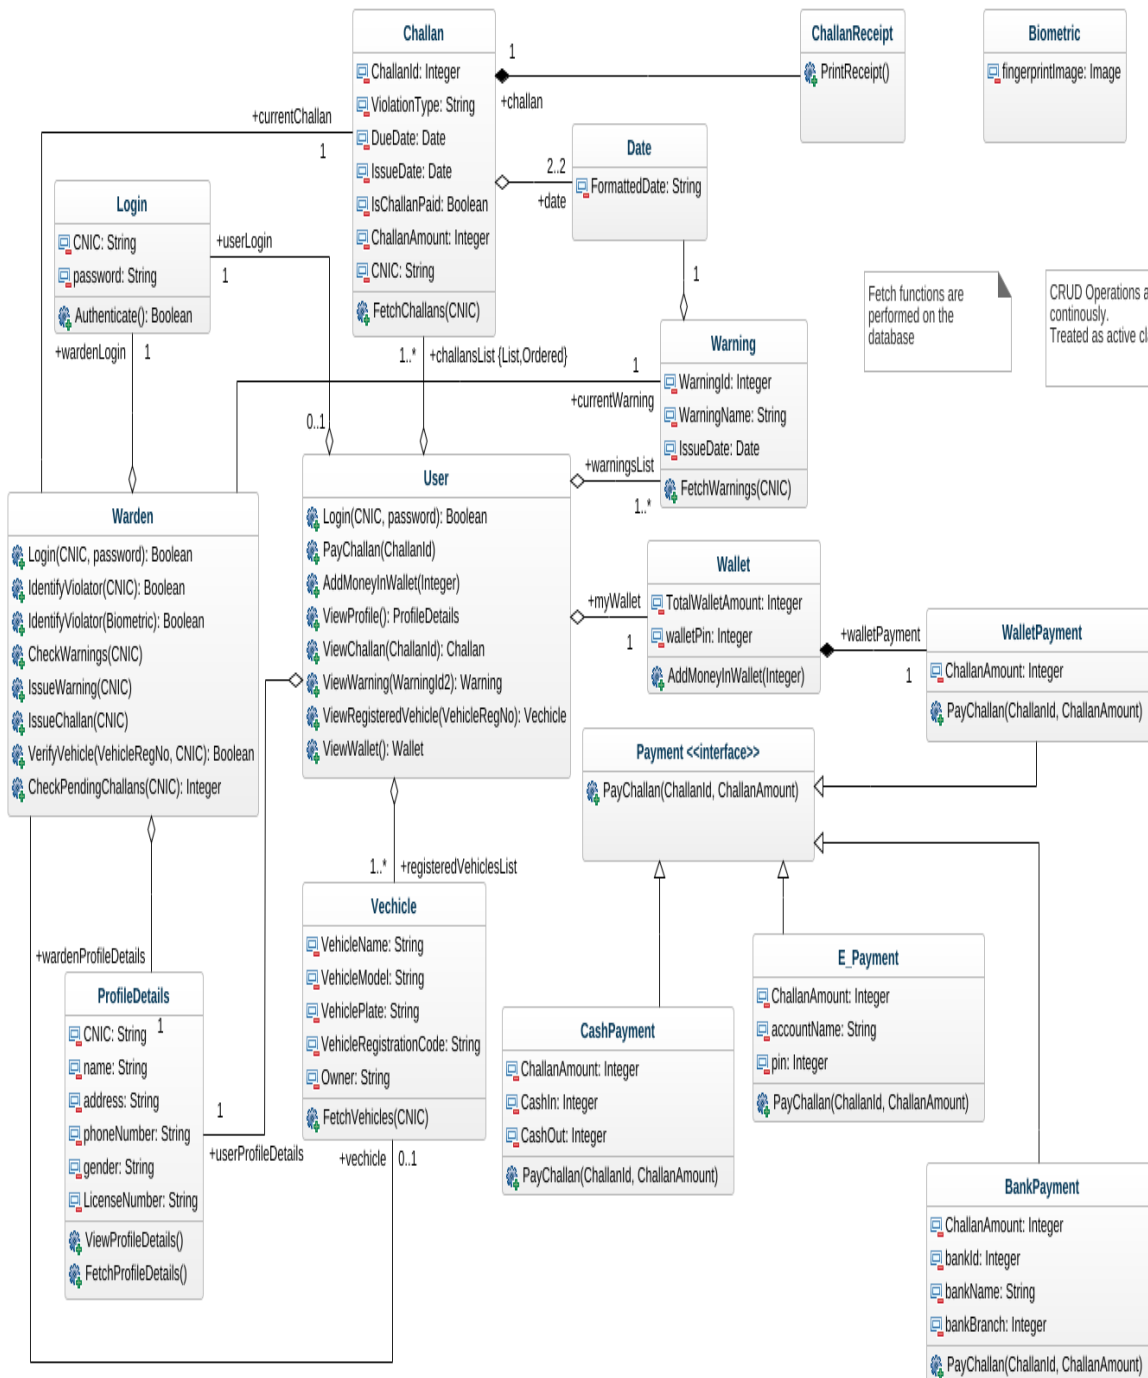 Challan
ChallanId: Integer
ViolationType: String
DueDate: Date
IssueDate: Date
IsChallanPaid: Boolean
ChallanAmount: Integer
CNIC: String
FetchChallans(CNIC)
1
+challan
ChallanReceipt
PrintReceipt()
Biometric
fingerprintImage: Image
+currentChallan
1
2..2
+date
Date
FormattedDate: String
1
Login
CNIC: String
password: String
Authenticate(): Boolean
+userLogin
1
+wardenLogin
1
0..1
1..*
+challansList {List,Ordered}
Fetch functions are
performed on the
database
CRUD Operations a
continously.
Treated as active cl
Warning
WarningId: Integer
WarningName: String
IssueDate: Date
FetchWarnings(CNIC)
1
+currentWarning
+warningsList
1..*
User
Login(CNIC, password): Boolean
PayChallan(ChallanId)
AddMoneyInWallet(Integer)
ViewProfile(): ProfileDetails
ViewChallan(ChallanId): Challan
ViewWarning(WarningId2): Warning
ViewRegisteredVehicle(VehicleRegNo): Vechicle
ViewWallet(): Wallet
Warden
Login(CNIC, password): Boolean
IdentifyViolator(CNIC): Boolean
IdentifyViolator(Biometric): Boolean
CheckWarnings(CNIC)
IssueWarning(CNIC)
IssueChallan(CNIC)
VerifyVehicle(VehicleRegNo, CNIC): Boolean
CheckPendingChallans(CNIC): Integer
+myWallet
1
Wallet
TotalWalletAmount: Integer
walletPin: Integer
AddMoneyInWallet(Integer)
+walletPayment
1
WalletPayment
ChallanAmount: Integer
PayChallan(ChallanId, ChallanAmount)
Payment <<interface>>
PayChallan(ChallanId, ChallanAmount)
1..*
+registeredVehiclesList
Vechicle
VehicleName: String
VehicleModel: String
VehiclePlate: String
VehicleRegistrationCode: String
Owner: String
FetchVehicles(CNIC)
+vechicle
0..1
+wardenProfileDetails
1
ProfileDetails
CNIC: String
name: String
address: String
phoneNumber: String
gender: String
LicenseNumber: String
ViewProfileDetails()
FetchProfileDetails()
1
+userProfileDetails
CashPayment
ChallanAmount: Integer
CashIn: Integer
CashOut: Integer
PayChallan(ChallanId, ChallanAmount)
E_Payment
ChallanAmount: Integer
accountName: String
pin: Integer
PayChallan(ChallanId, ChallanAmount)
BankPayment
ChallanAmount: Integer
bankId: Integer
bankName: String
bankBranch: Integer
PayChallan(ChallanId, ChallanAmount)